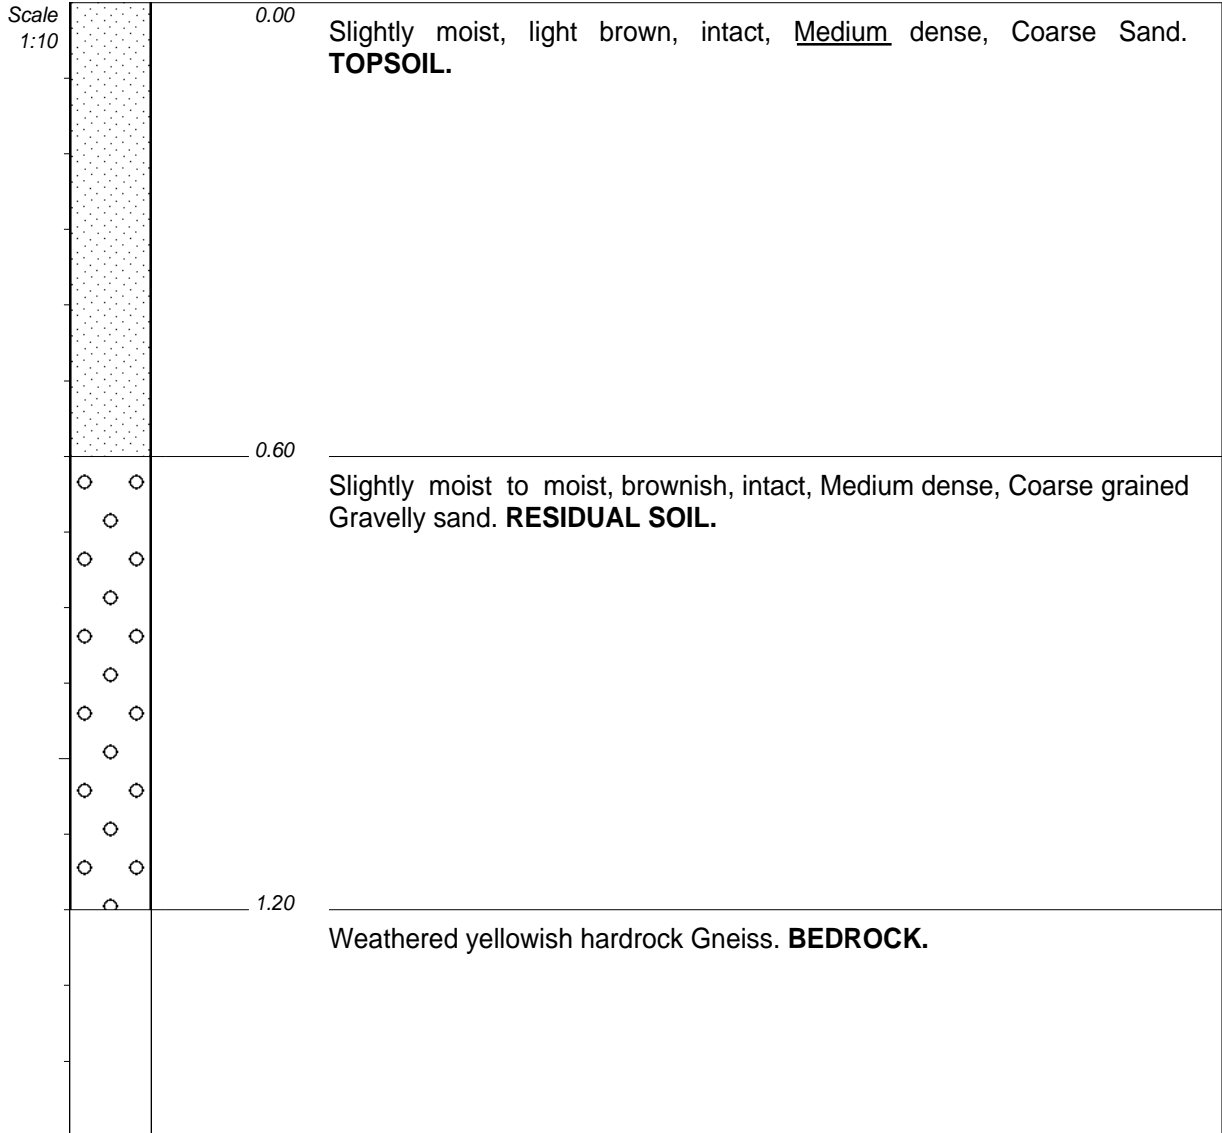 Scale
1:10
0.00
Slightly moist, light brown, intact, Medium dense, Coarse Sand.
TOPSOIL.
0.60
Slightly moist to moist, brownish, intact, Medium dense, Coarse grained
Gravelly sand. RESIDUAL SOIL.
1.20
Weathered yellowish hardrock Gneiss. BEDROCK.